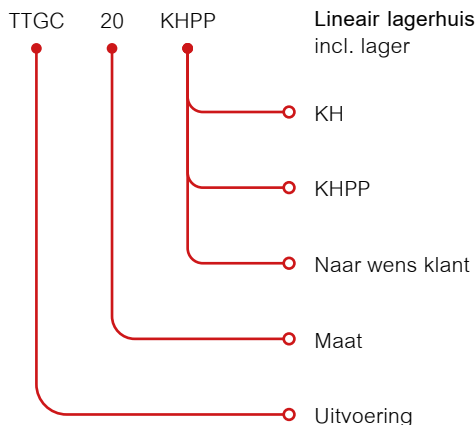 TTGC 20 KHPP Lineair lagerhuis
incl. lager
KH
KHPP
Naar wens klant
Maat
Uitvoering